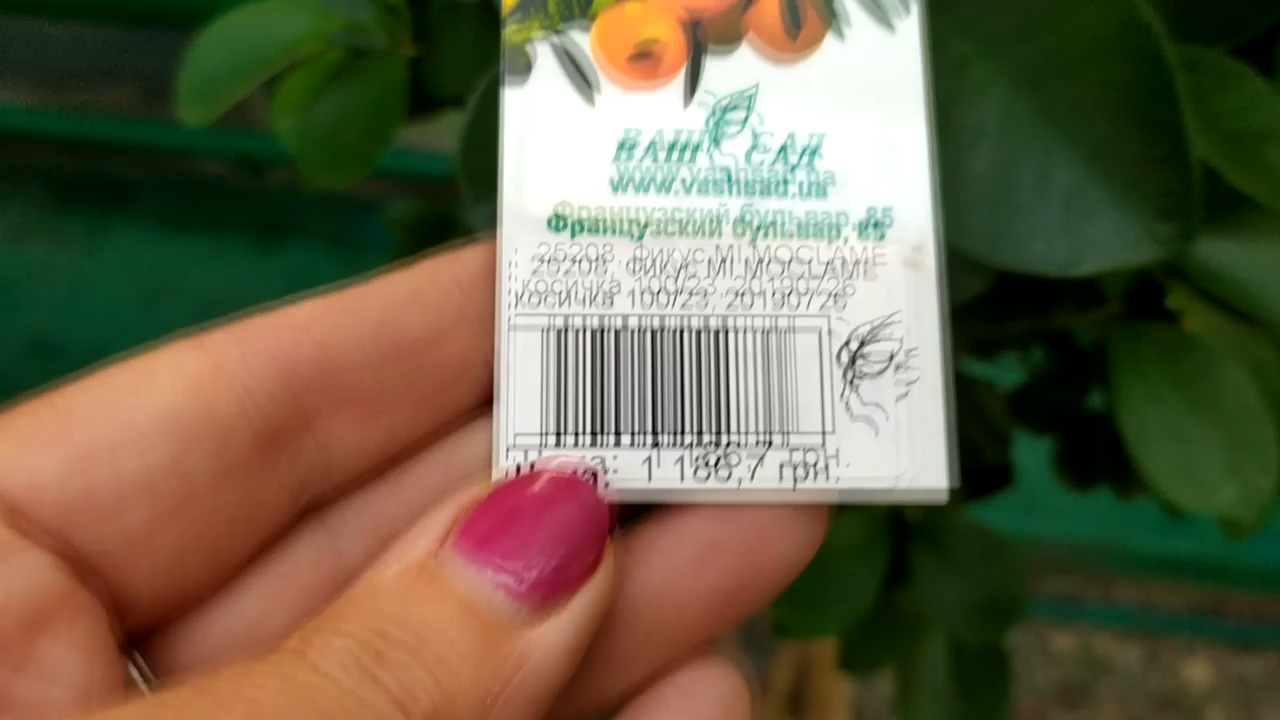 ВАШ САД
www.vashsad.ua
Французский бульвар, 85
25208, Фикус MI MOCLAME
косичка 100/23, 20190726
Цена: 1 186,7 грн.